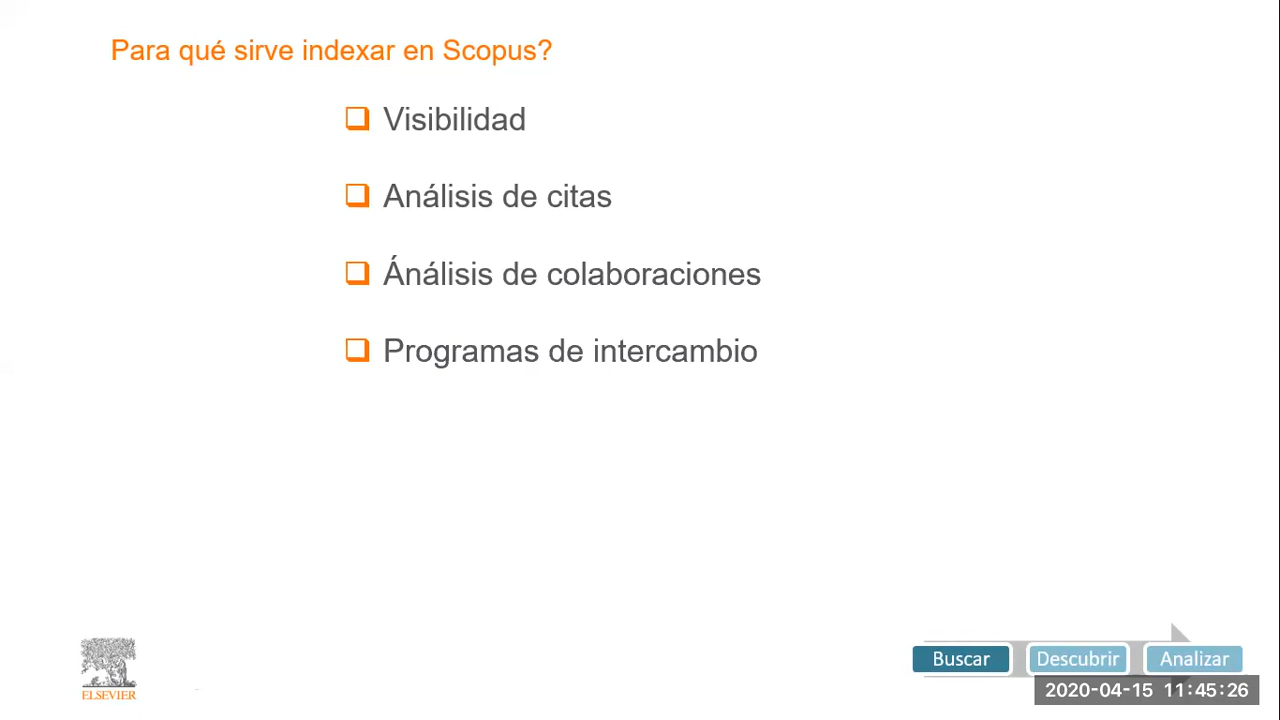 Para qué sirve indexar en Scopus?
Visibilidad
Análisis de citas
Ánálisis de colaboraciones
Programas de intercambio
ELSEVIER
Buscar
Descubrir
Analizar
2020-04-15 11:45:26